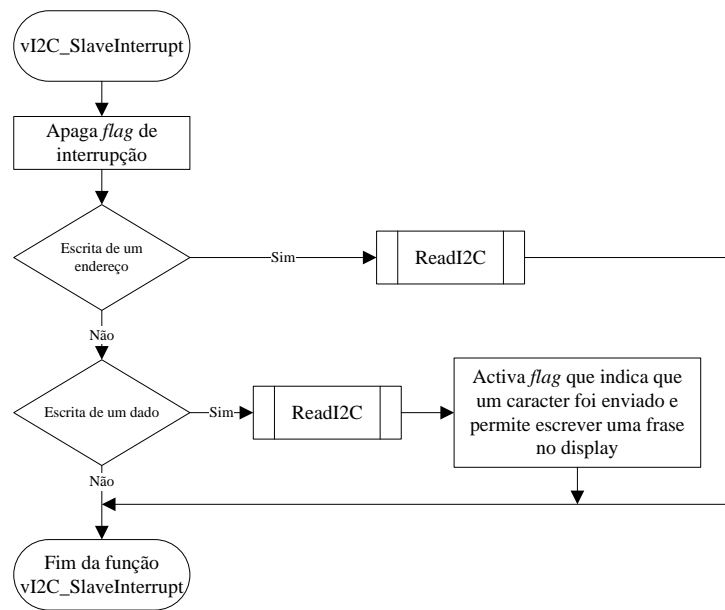 vI2C_SlaveInterrupt
Apaga flag de
interrupção
Escrita de um
endereço
Sim
ReadI2C
Não
Escrita de um dado
Sim
ReadI2C
Activa flag que indica que
um caracter foi enviado e
permite escrever uma frase
no display
Não
Fim da função
vI2C_SlaveInterrupt